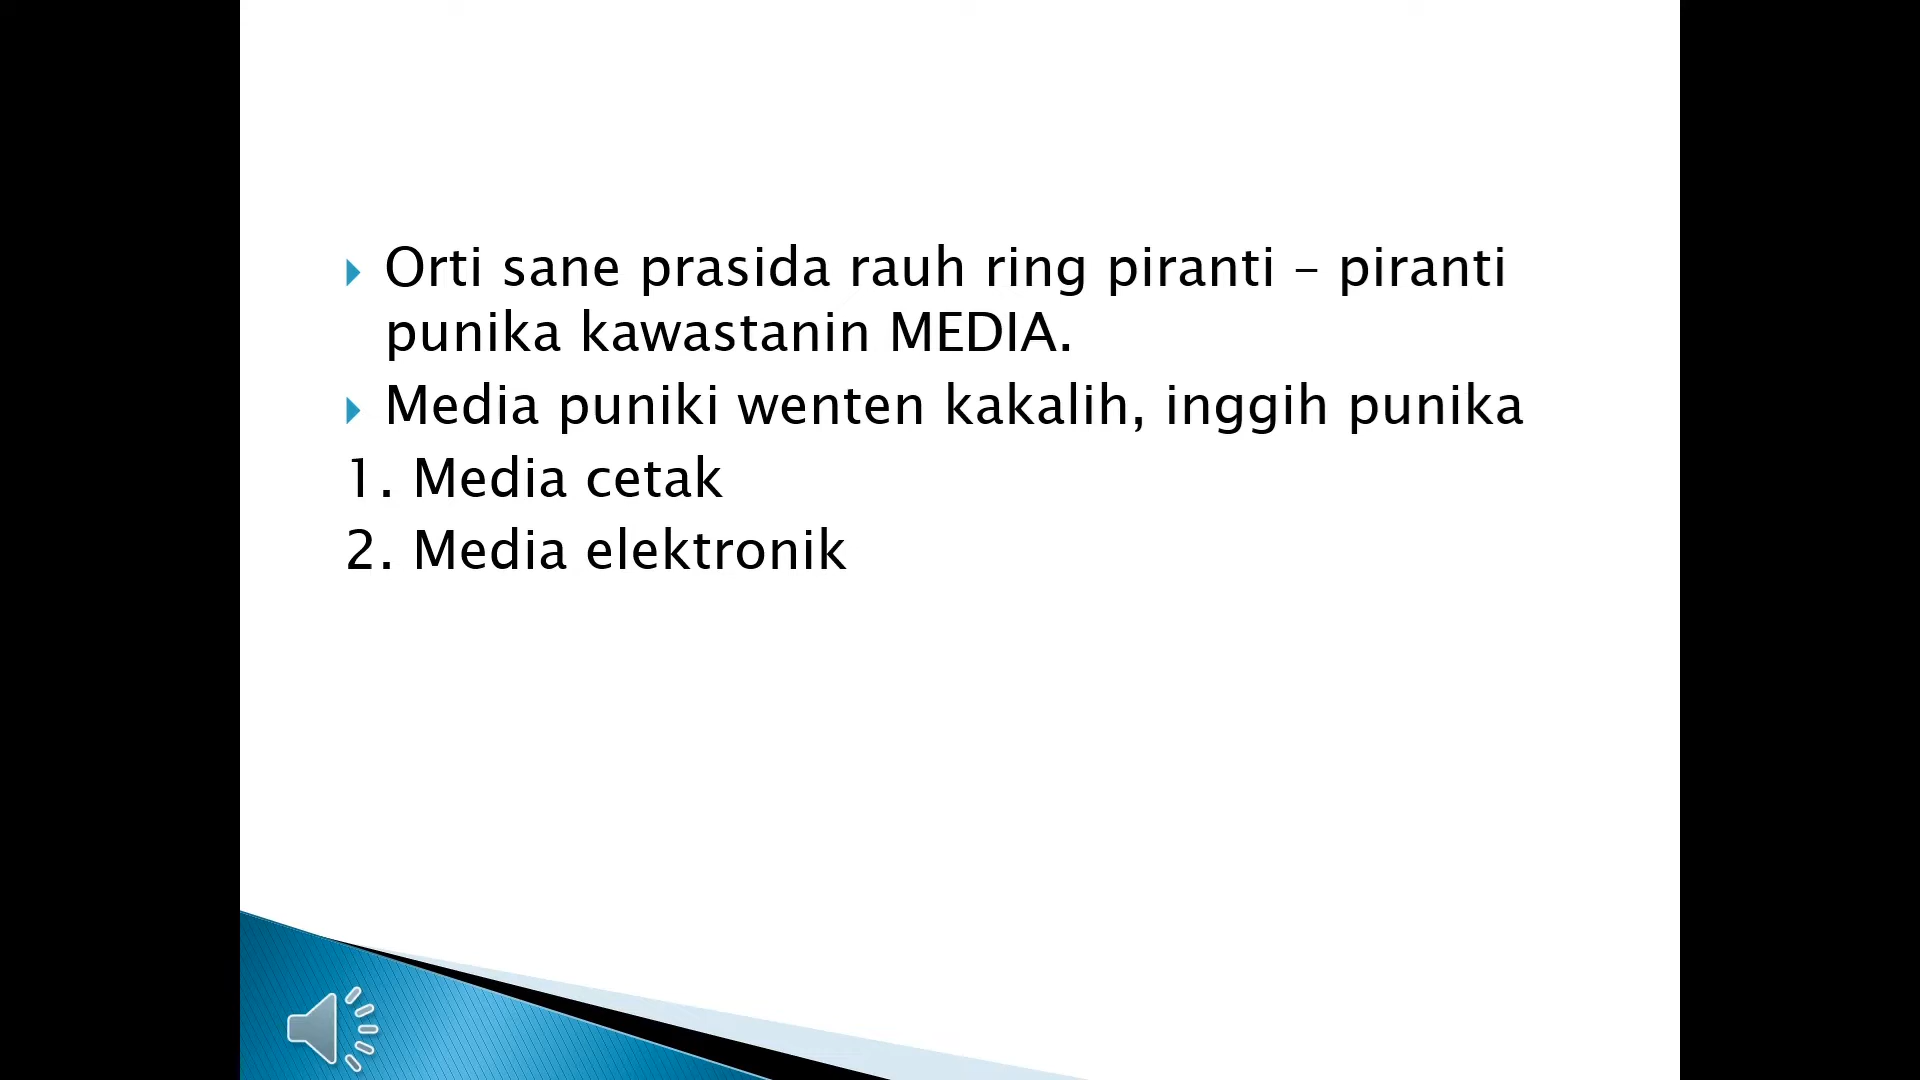 Orti sane prasida rauh ring piranti – piranti
punika kawastanin MEDIA.
Media puniki wenten kakalih, inggih punika
1. Media cetak
2. Media elektronik